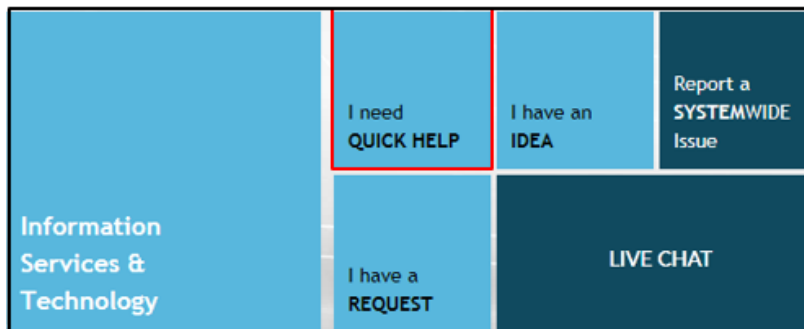 I need
QUICK HELP
I have an
IDEA
Report a
SYSTEMWIDE
Issue
Information
Services &
Technology
I have a
REQUEST
LIVE CHAT